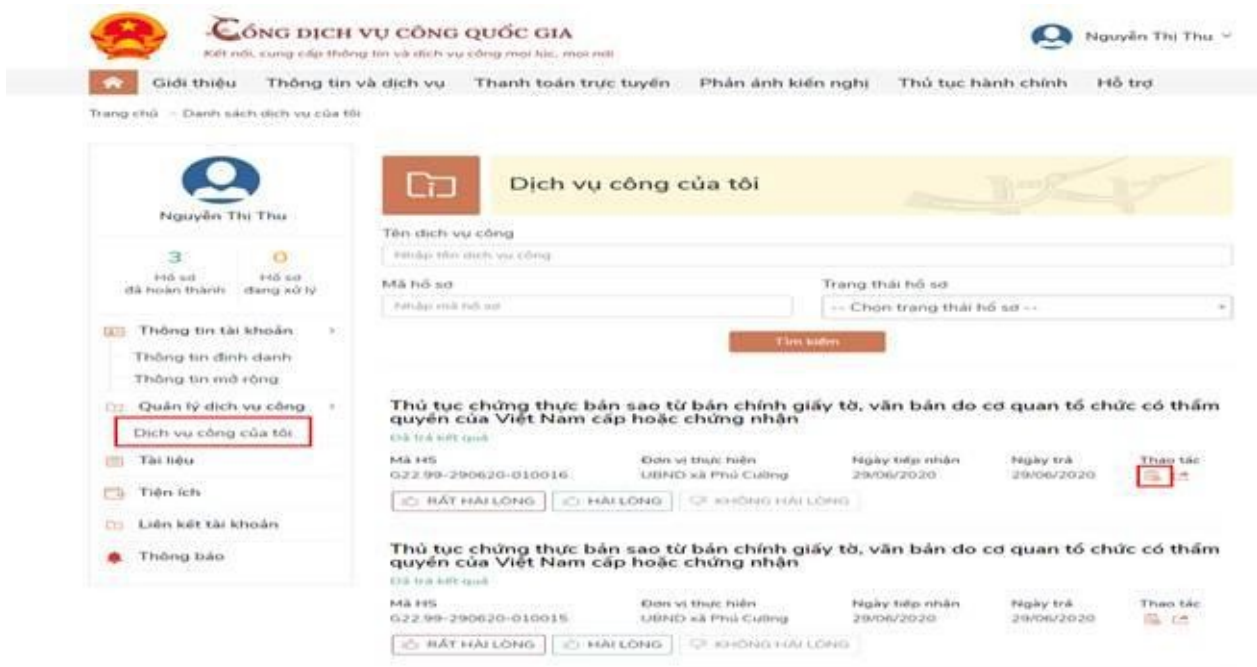 CỔNG DỊCH VỤ CÔNG QUỐC GIA
Kết nối, cung cấp thông tin và dịch vụ công mọi lúc, mọi nơi
Nguyễn Thị Thu
Giới thiệu Thông tin và dịch vụ Thanh toán trực tuyến Phản ánh kiến nghị Thủ tục hành chính Hỗ trợ
Trang chủ - Danh sách dịch vụ của tôi
Nguyễn Thị Thu
3 0
Hồ sơ Hồ sơ
đã hoàn thành đang xử lý
Thông tin tài khoản
Thông tin định danh
Thông tin mở rộng
Quản lý dịch vụ công
Dịch vụ công của tôi
Tài liệu
Tiện ích
Liên kết tài khoản
Thông báo
Dịch vụ công của tôi
Tên dịch vụ công
Nhập tên dịch vụ công
Mã hồ sơ Trạng thái hồ sơ
Nhập mã hồ sơ -- Chọn trạng thái hồ sơ --
Tìm kiếm
Thủ tục chứng thực bản sao từ bản chính giấy tờ, văn bản do cơ quan tổ chức có thẩm
quyền của Việt Nam cấp hoặc chứng nhận
Đã trả kết quả
Mã HS Đơn vị thực hiện Ngày tiếp nhận Ngày trả Thao tác
G22.99-290620-010016 UBND xã Phú Cường 29/06/2020 29/06/2020
RẤT HÀI LÒNG HÀI LÒNG KHÔNG HÀI LÒNG
Thủ tục chứng thực bản sao từ bản chính giấy tờ, văn bản do cơ quan tổ chức có thẩm
quyền của Việt Nam cấp hoặc chứng nhận
Đã trả kết quả
Mã HS Đơn vị thực hiện Ngày tiếp nhận Ngày trả Thao tác
G22.99-290620-010015 UBND xã Phú Cường 29/06/2020 29/06/2020
RẤT HÀI LÒNG HÀI LÒNG KHÔNG HÀI LÒNG